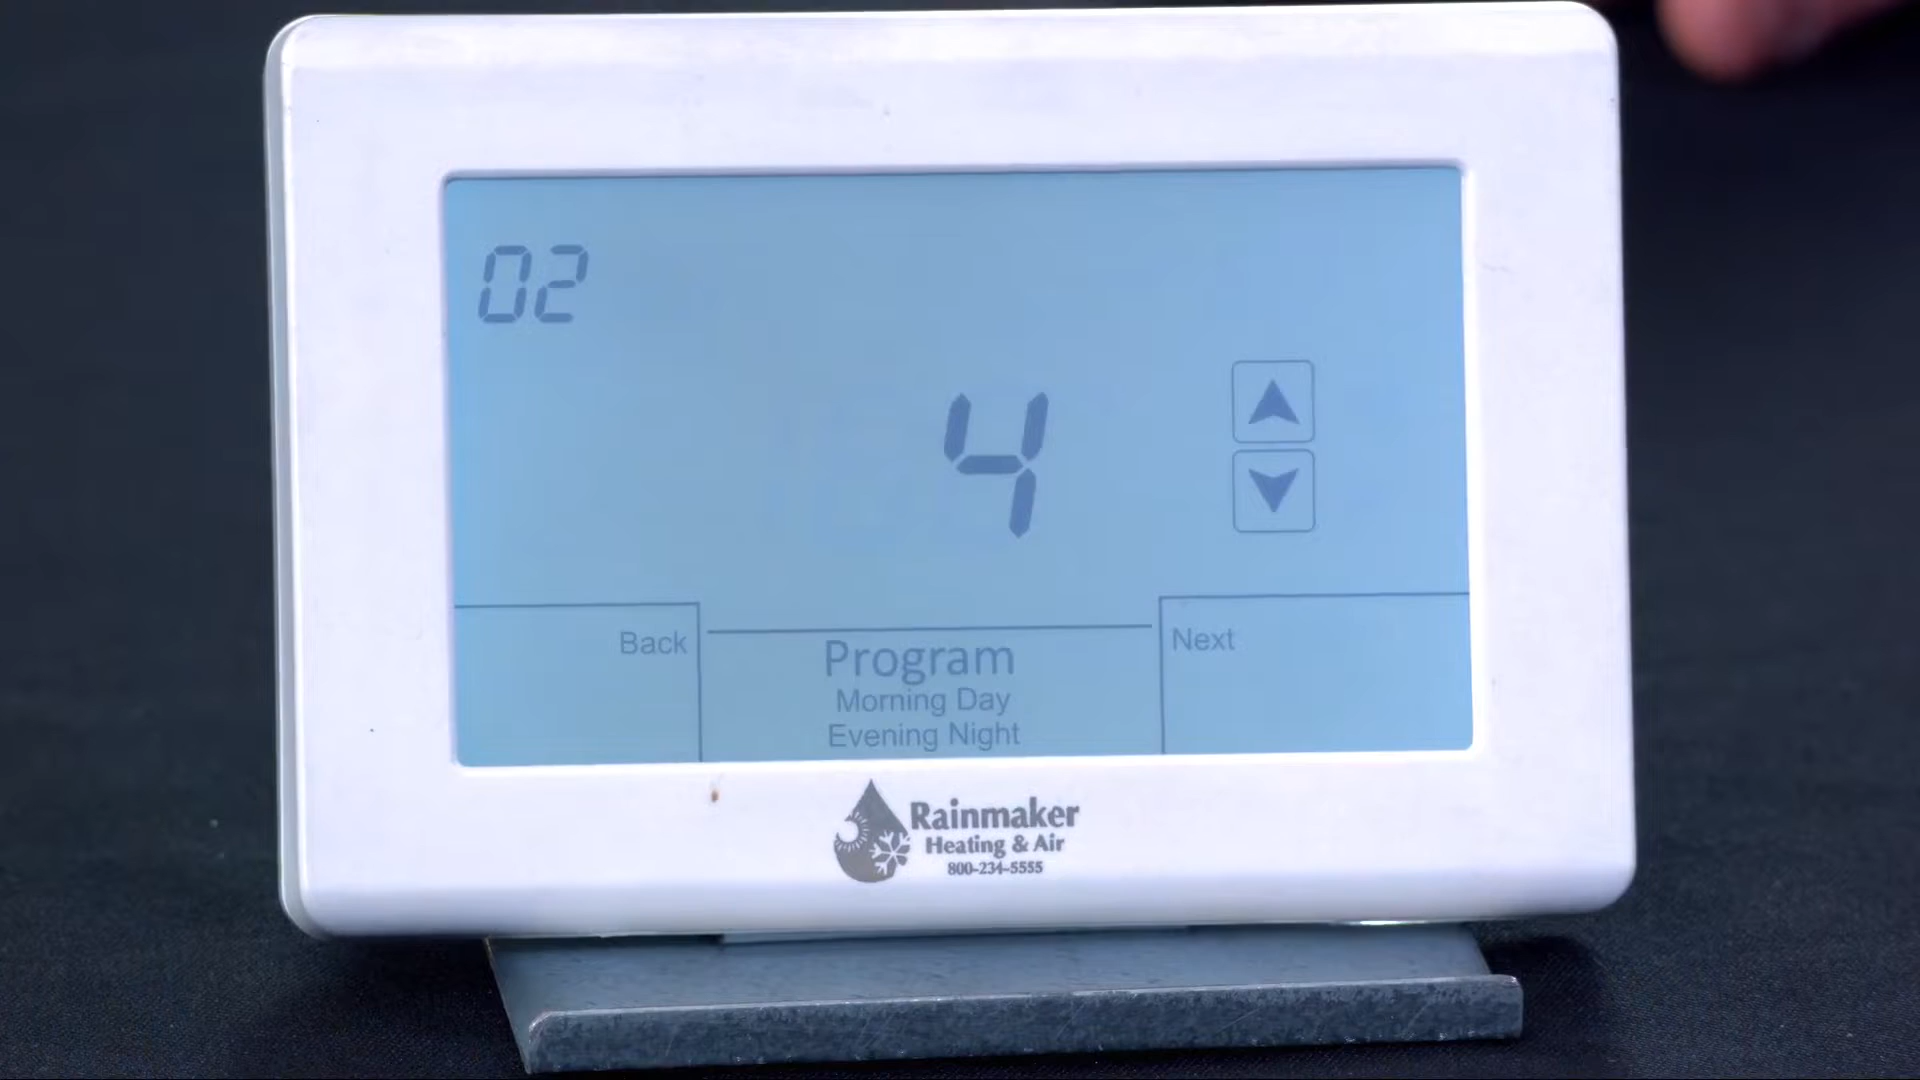 02
4
Back
Program
Next
Morning Day
Evening Night
Rainmaker
Heating & Air
800-234-5555